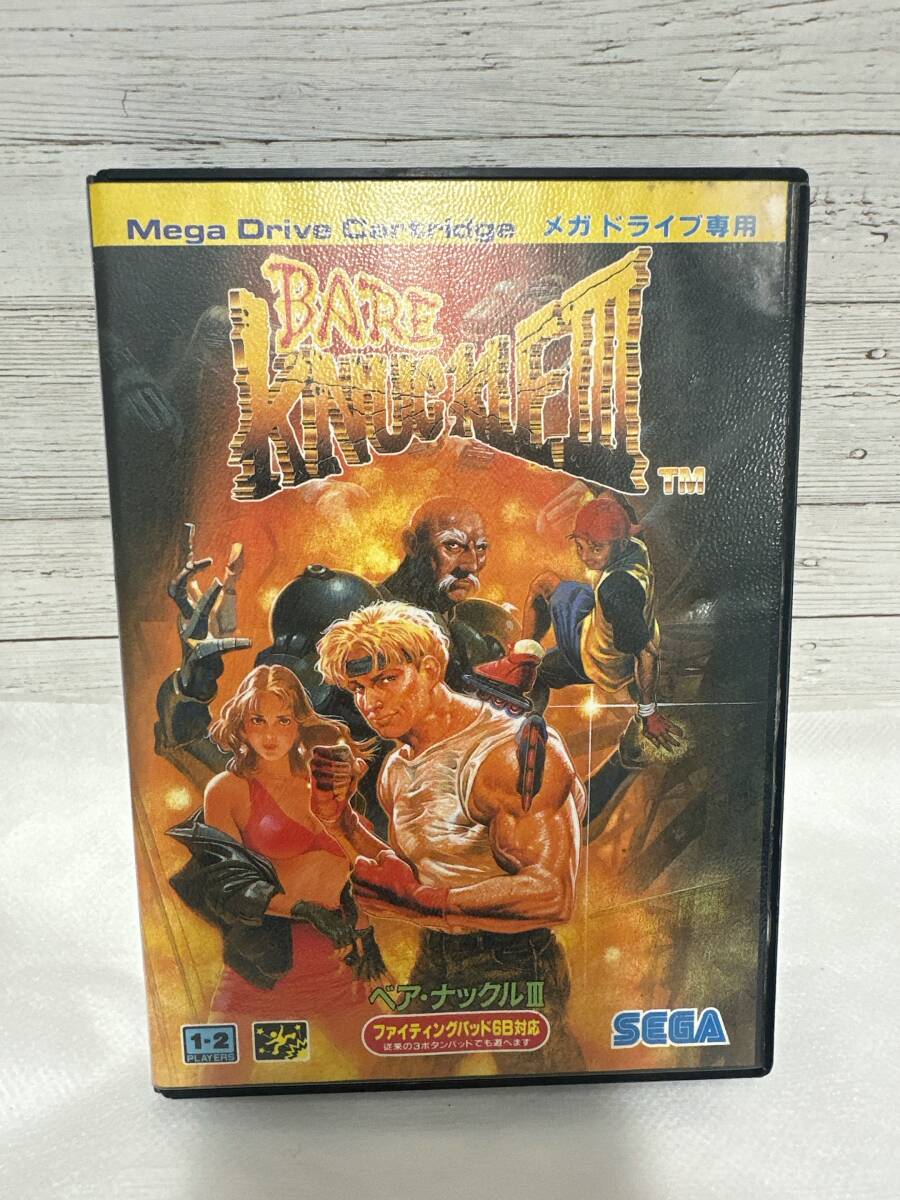 Mega Drive Cartridge メガドライブ専用
BARE
KNUCKLE III
TM
ベア・ナックルIII
ファイティングパッド6B対応
従来の3ボタンパッドでも遊べます
1-2
PLAYERS
SEGA